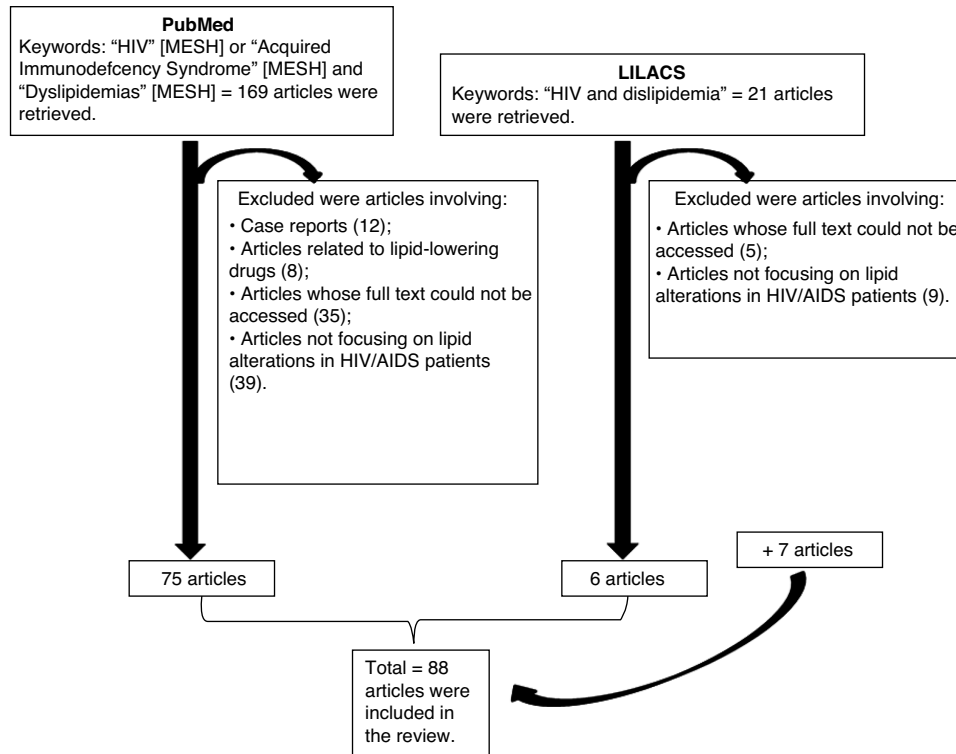 PubMed
Keywords: “HIV” [MESH] or “Acquired
Immunodefcency Syndrome” [MESH] and
“Dyslipidemias” [MESH] = 169 articles were
retrieved.
LILACS
Keywords: “HIV and dislipidemia” = 21 articles
were retrieved.
Excluded were articles involving:
• Case reports (12);
• Articles related to lipid-lowering
drugs (8);
• Articles whose full text could not be
accessed (35);
• Articles not focusing on lipid
alterations in HIV/AIDS patients
(39).
Excluded were articles involving:
• Articles whose full text could not be
accessed (5);
• Articles not focusing on lipid
alterations in HIV/AIDS patients (9).
75 articles
6 articles
+ 7 articles
Total = 88
articles were
included in
the review.